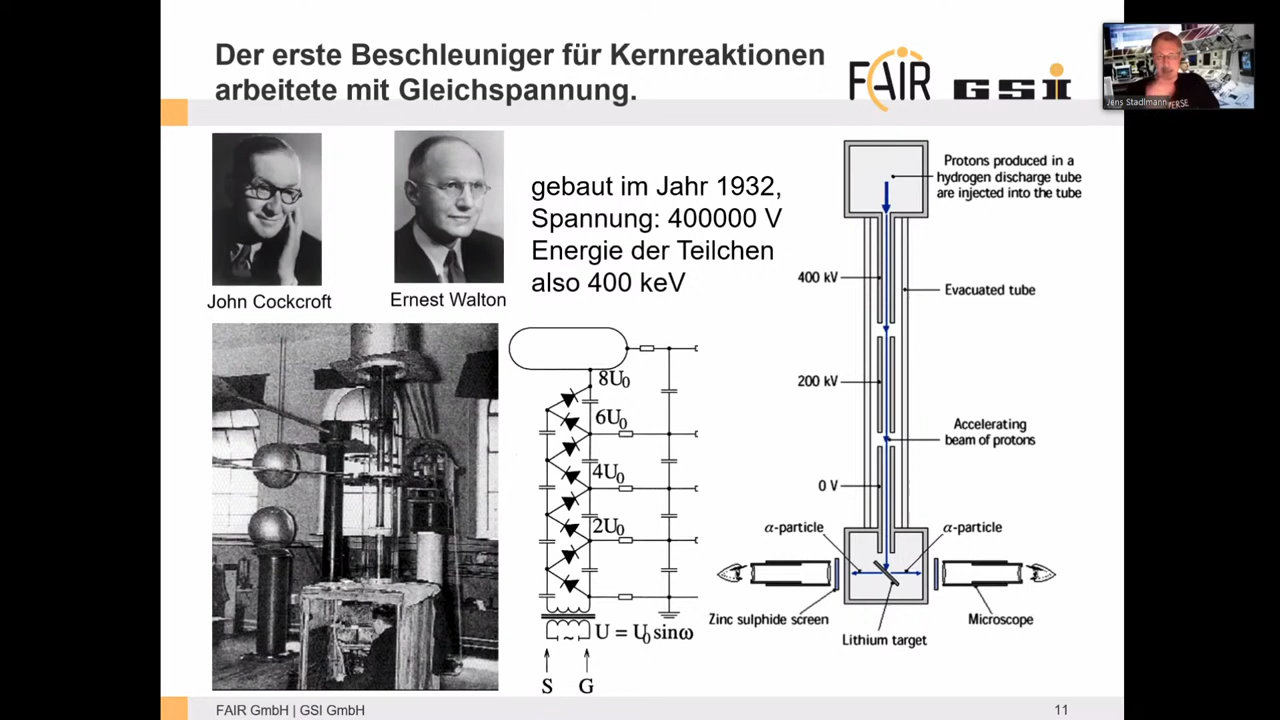 Der erste Beschleuniger für Kernreaktionen
arbeitete mit Gleichspannung.
FAIR GSI
Jens Stadlmann
ERSE
John Cockcroft
Ernest Walton
gebaut im Jahr 1932,
Spannung: 400000 V
Energie der Teilchen
also 400 keV
8U0
6U0
4U0
2U0
U = U0 sinω
~
S G
Protons produced in a
hydrogen discharge tube
are injected into the tube
400 kV
Evacuated tube
200 kV
Accelerating
beam of protons
0 V
α-particle
α-particle
Zinc sulphide screen
Microscope
Lithium target
FAIR GmbH | GSI GmbH
11